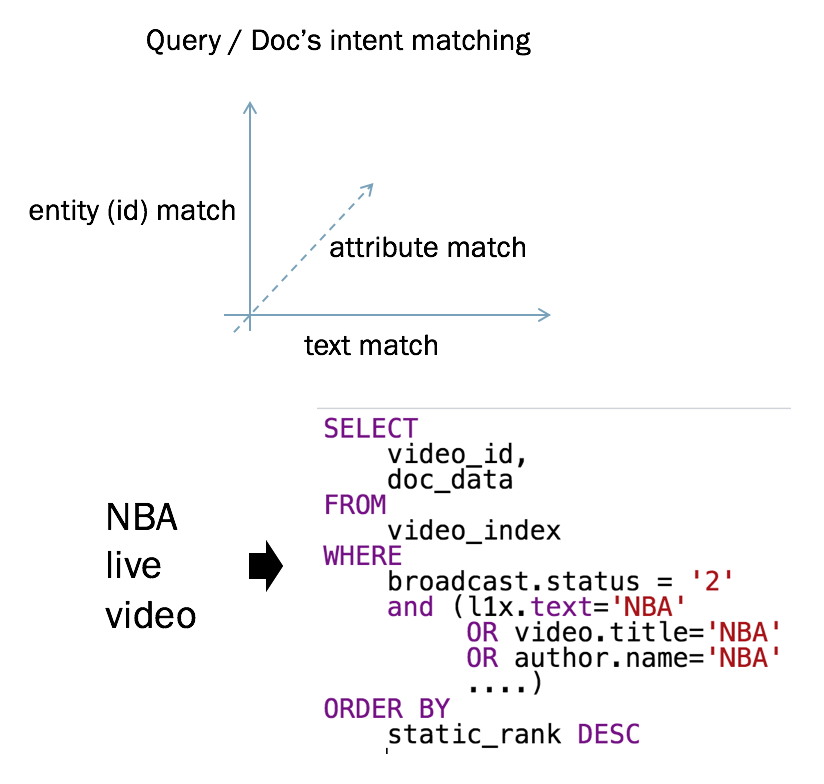 Query / Doc's intent matching
entity (id) match
attribute match
text match
NBA
live
video
SELECT
video_id,
doc_data
FROM
video_index
WHERE
broadcast.status = '2'
and (l1x.text='NBA'
OR video.title='NBA'
OR author.name='NBA'
....)
ORDER BY
static_rank DESC